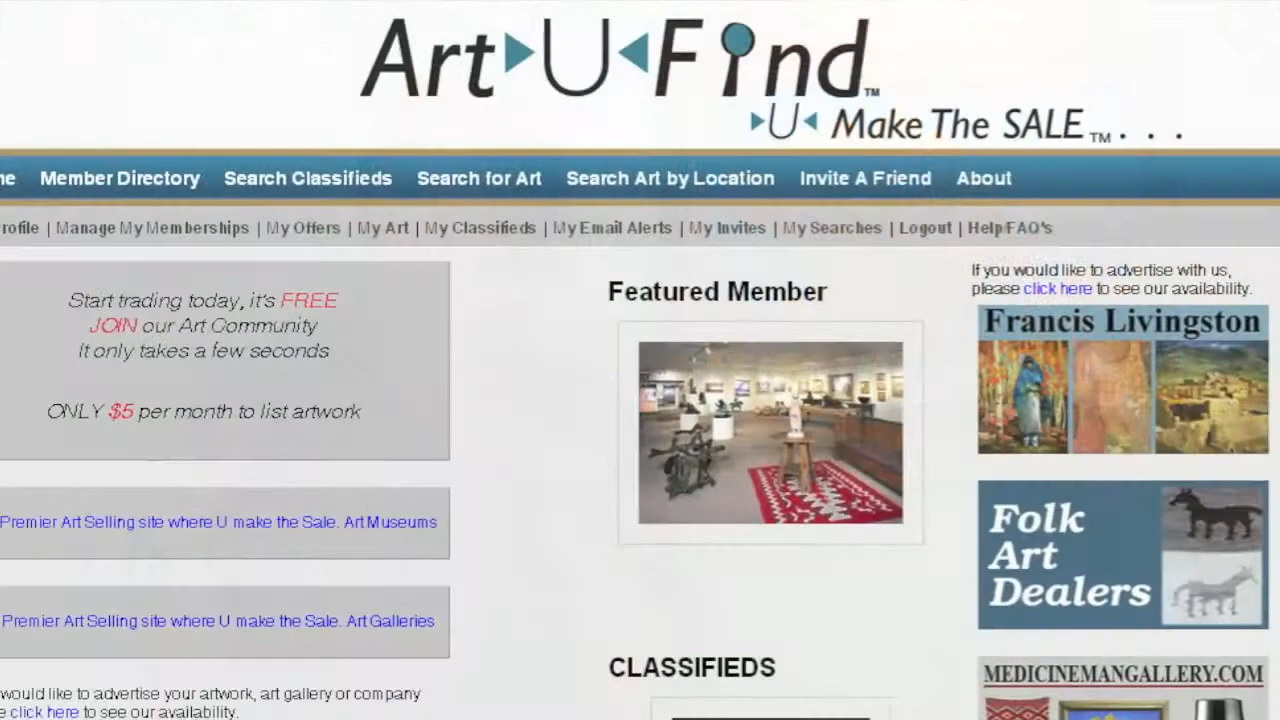 Art U Find TM
U Make The SALE TM . . .
Member Directory Search Classifieds Search for Art Search Art by Location Invite A Friend About
| Manage My Memberships | My Offers | My Art | My Classifieds | My Email Alerts | My Invites | My Searches | Logout | Help/FAQ's
Start trading today, it's FREE
JOIN our Art Community
It only takes a few seconds
ONLY $5 per month to list artwork
Premier Art Selling site where U make the Sale. Art Museums
Premier Art Selling site where U make the Sale. Art Galleries
would like to advertise your artwork, art gallery or company
click here to see our availability.
Featured Member
CLASSIFIEDS
If you would like to advertise with us,
please click here to see our availability.
Francis Livingston
Folk
Art
Dealers
MEDICINEMANGALLERY.COM